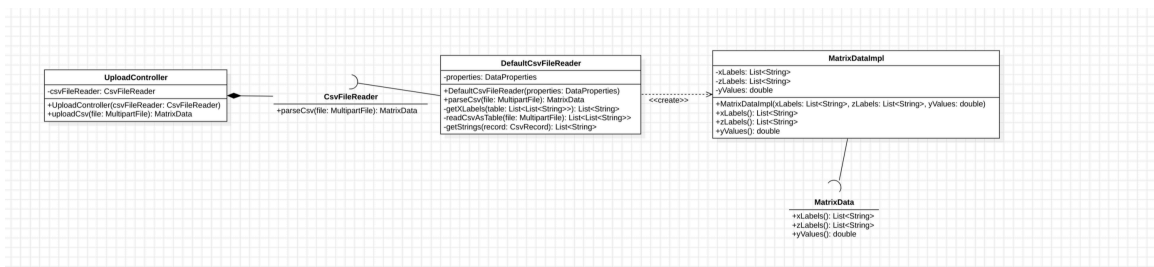 UploadController
-csvFileReader: CsvFileReader
+UploadController(csvFileReader: CsvFileReader)
+uploadCsv(file: MultipartFile): MatrixData
CsvFileReader
+parseCsv(file: MultipartFile): MatrixData
DefaultCsvFileReader
-properties: DataProperties
+DefaultCsvFileReader(properties: DataProperties)
+parseCsv(file: MultipartFile): MatrixData
-getXLabels(table: List<List<String>>): List<String>
-readCsvAsTable(file: MultipartFile): List<List<String>>
-getStrings(record: CsvRecord): List<String>
<<create>>
MatrixDataImpl
-xLabels: List<String>
-zLabels: List<String>
-yValues: double
+MatrixDataImpl(xLabels: List<String>, zLabels: List<String>, yValues: double)
+xLabels(): List<String>
+zLabels(): List<String>
+yValues(): double
MatrixData
+xLabels(): List<String>
+zLabels(): List<String>
+yValues(): double